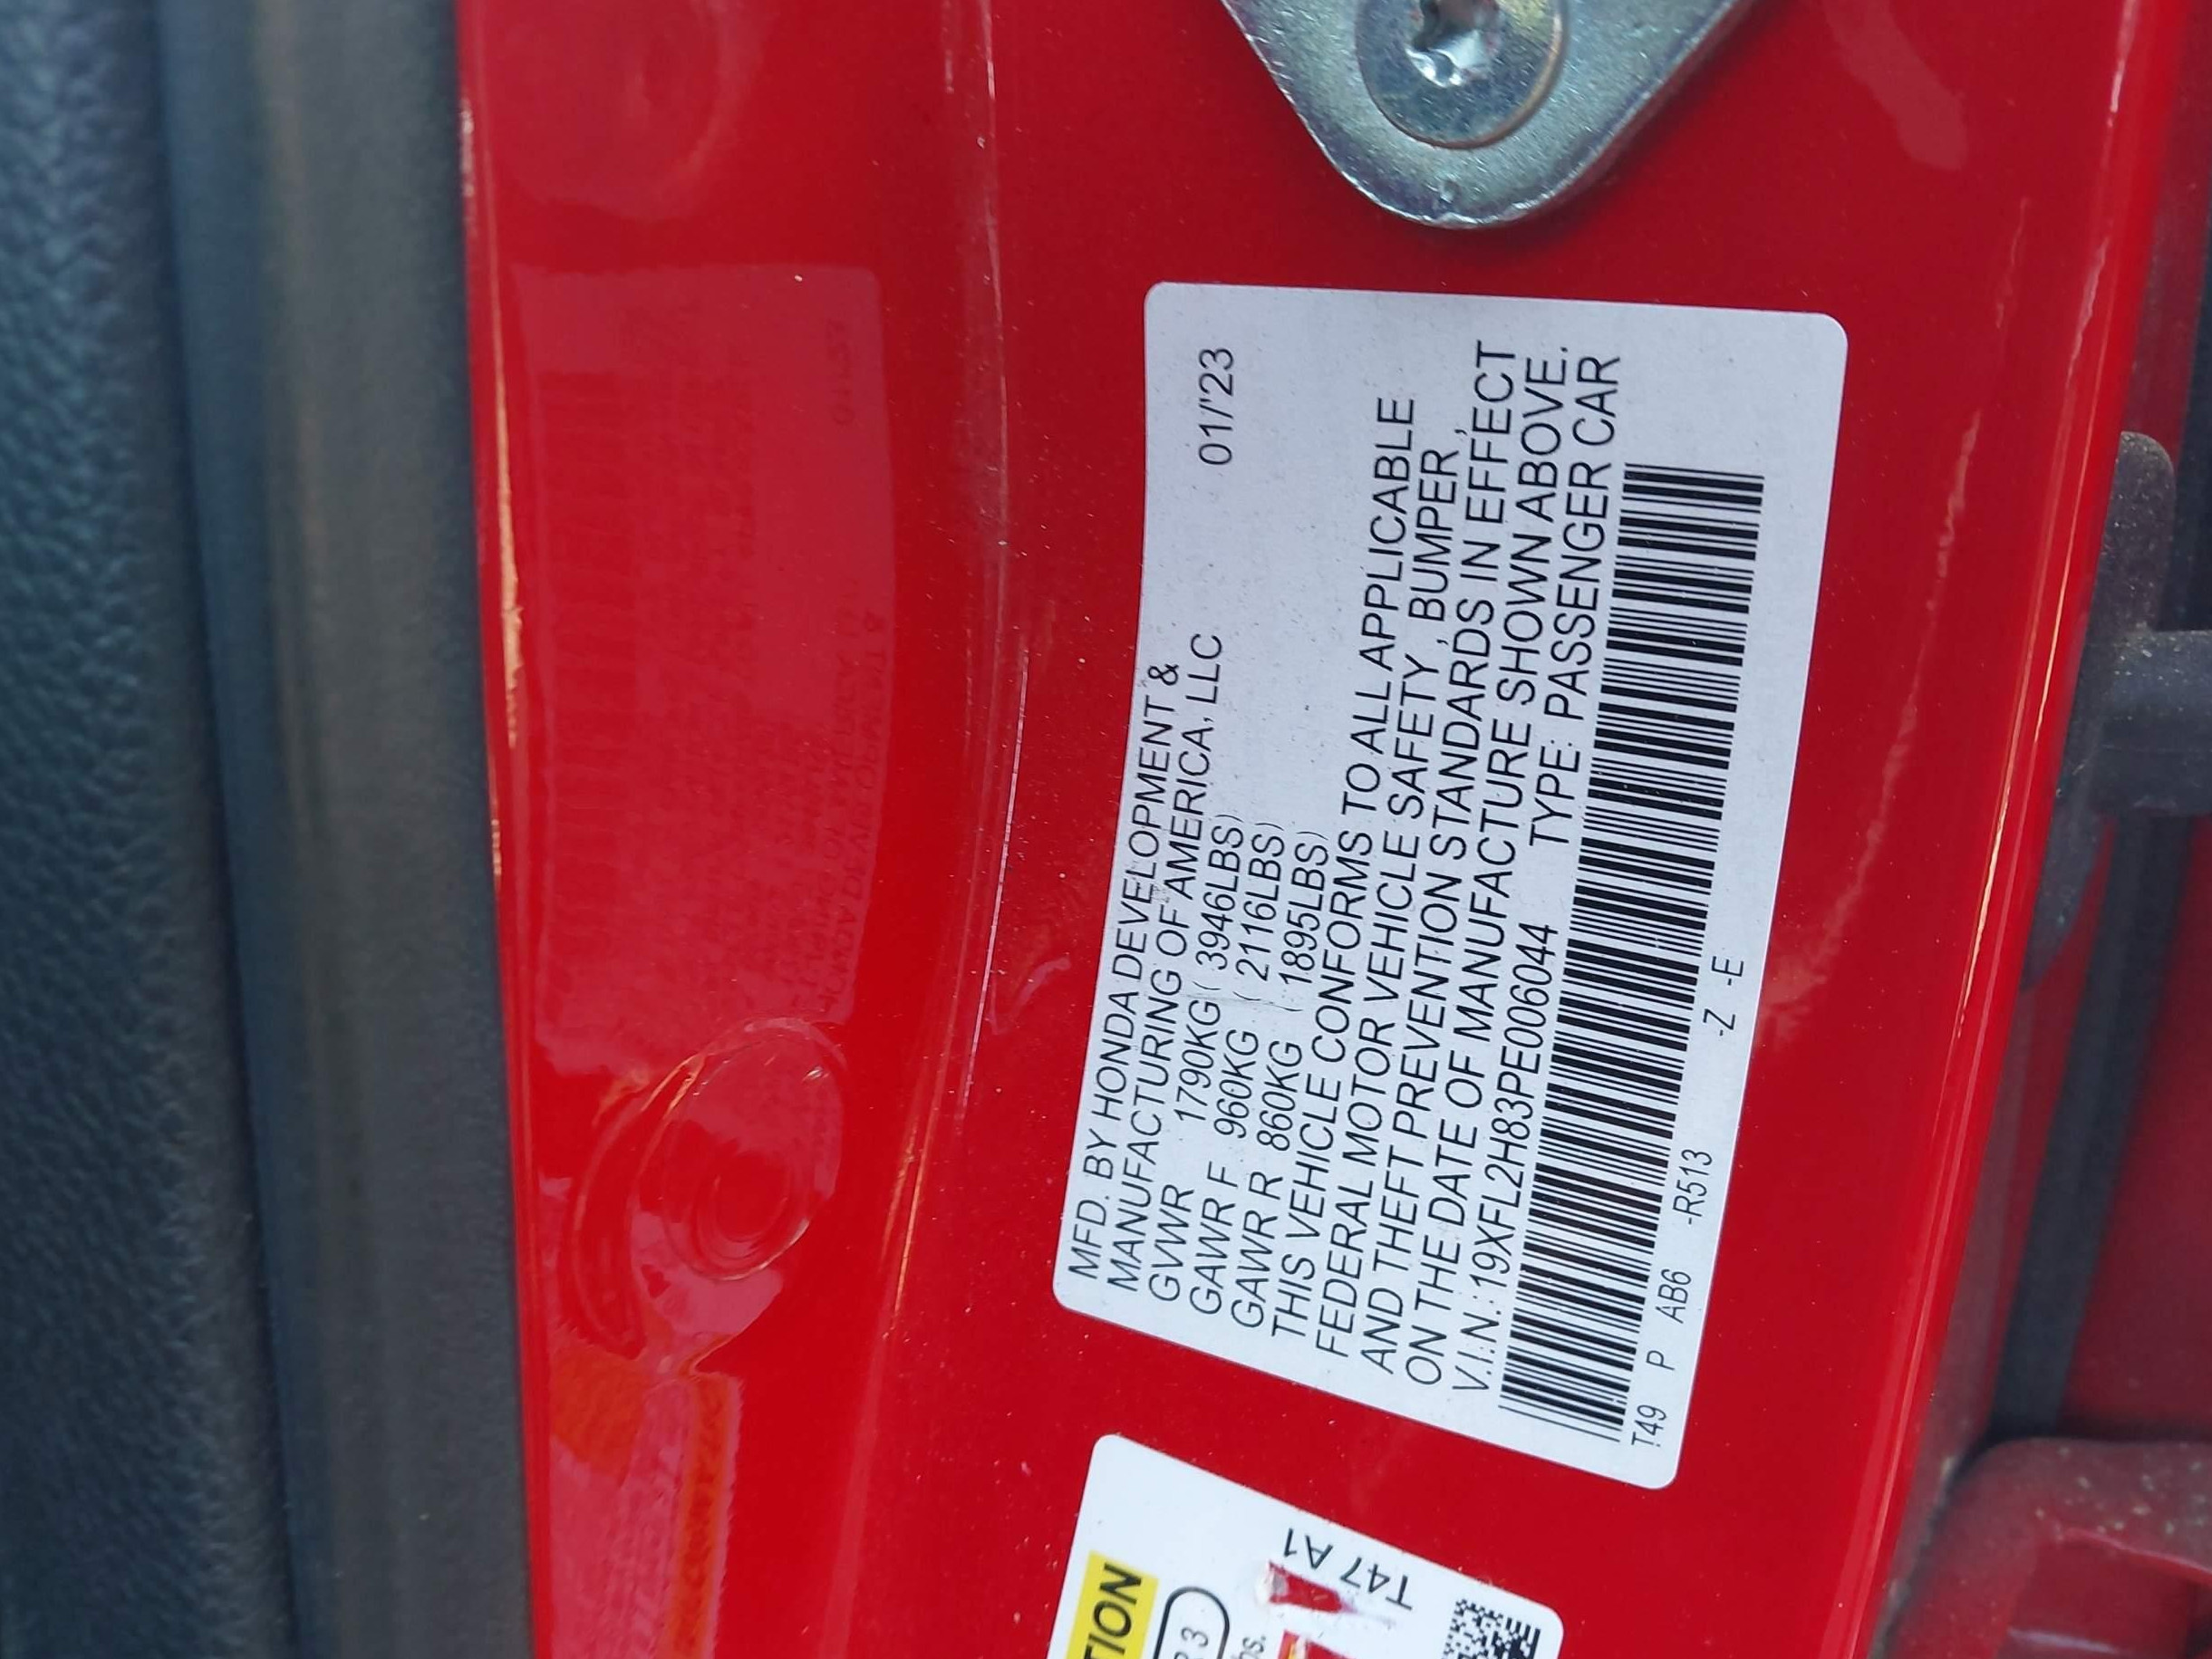 MFD. BY HONDA DEVELOPMENT &
MANUFACTURING OF AMERICA, LLC 01/'23
GVWR 1790KG ( 3946LBS)
GAWR F 960KG ( 2116LBS)
GAWR R 860KG ( 1895LBS)
THIS VEHICLE CONFORMS TO ALL APPLICABLE
FEDERAL MOTOR VEHICLE SAFETY, BUMPER,
AND THEFT PREVENTION STANDARDS IN EFFECT
ON THE DATE OF MANUFACTURE SHOWN ABOVE.
V.I.N.: 19XFL2H83PE006044 TYPE: PASSENGER CAR
T49 P AB6 -R513 -Z -E
T47 A1